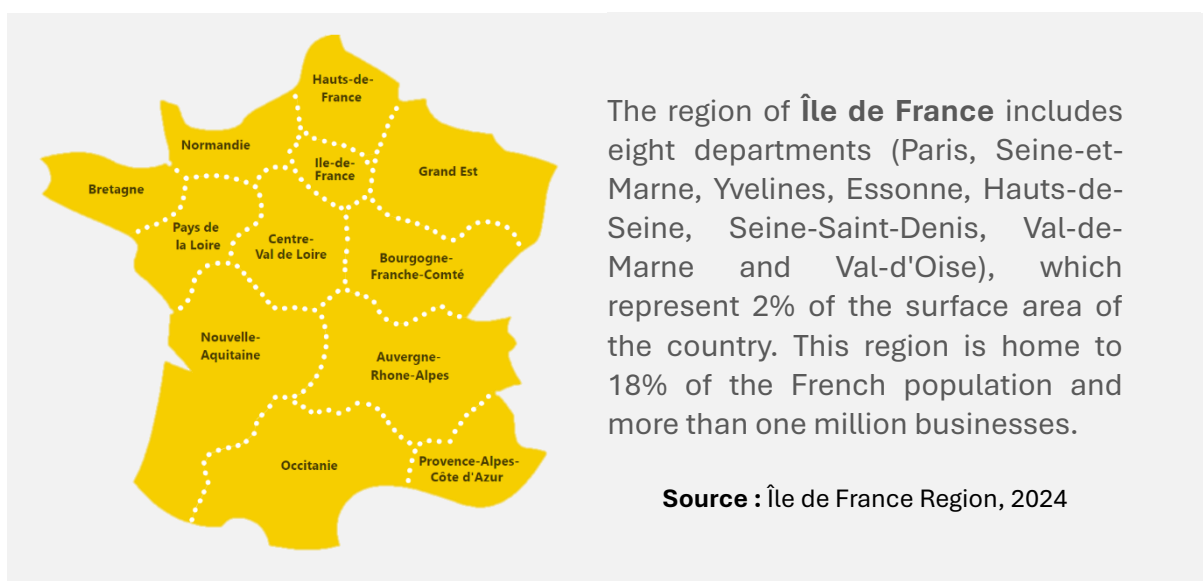 Hauts-de-
France
Normandie
Ile-de-
France
Grand Est
Bretagne
Pays de
la Loire
Centre-
Val de Loire
Bourgogne-
Franche-Comté
Nouvelle-
Aquitaine
Auvergne-
Rhone-Alpes
Occitanie
Provence-Alpes-
Côte d'Azur
The region of Île de France includes
eight departments (Paris, Seine-et-
Marne, Yvelines, Essonne, Hauts-de-
Seine, Seine-Saint-Denis, Val-de-
Marne and Val-d'Oise), which
represent 2% of the surface area of
the country. This region is home to
18% of the French population and
more than one million businesses.
Source : Île de France Region, 2024